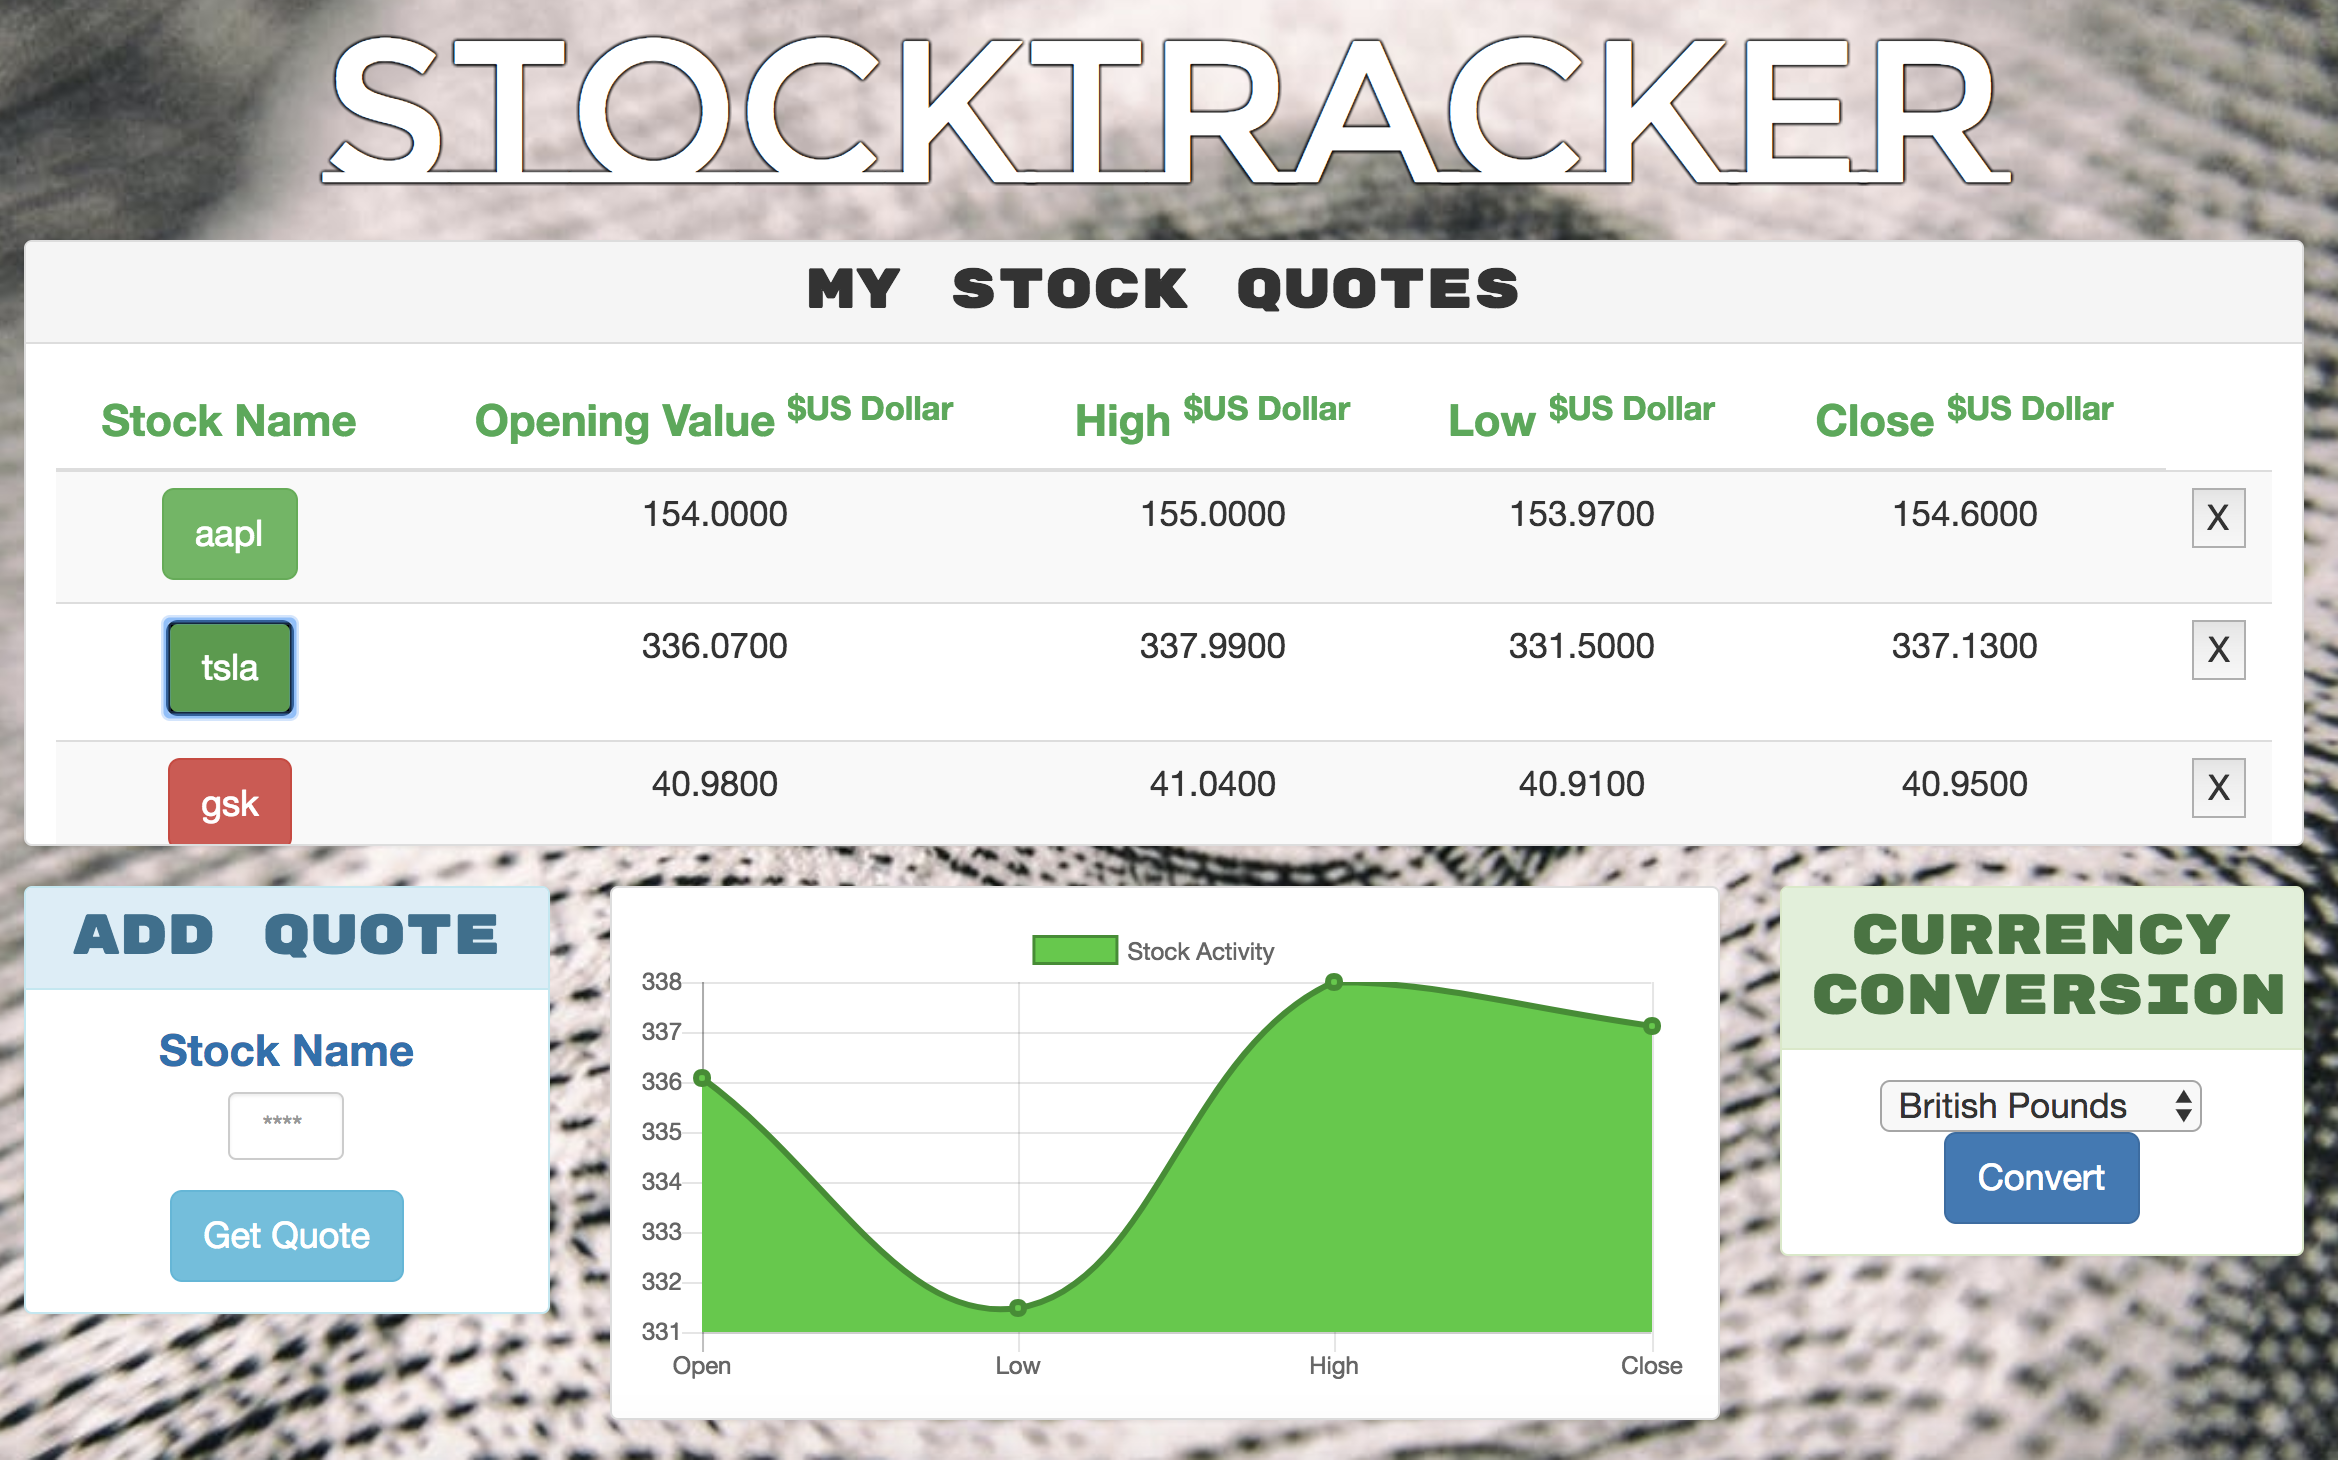 STOCKTRACKER
MY STOCK QUOTES
Stock Name Opening Value $US Dollar High $US Dollar Low $US Dollar Close $US Dollar
aapl 154.0000 155.0000 153.9700 154.6000 X
tsla 336.0700 337.9900 331.5000 337.1300 X
gsk 40.9800 41.0400 40.9100 40.9500 X
ADD QUOTE
Stock Name
****
Get Quote
Stock Activity
338
337
336
335
334
333
332
331
Open Low High Close
CURRENCY
CONVERSION
British Pounds
Convert